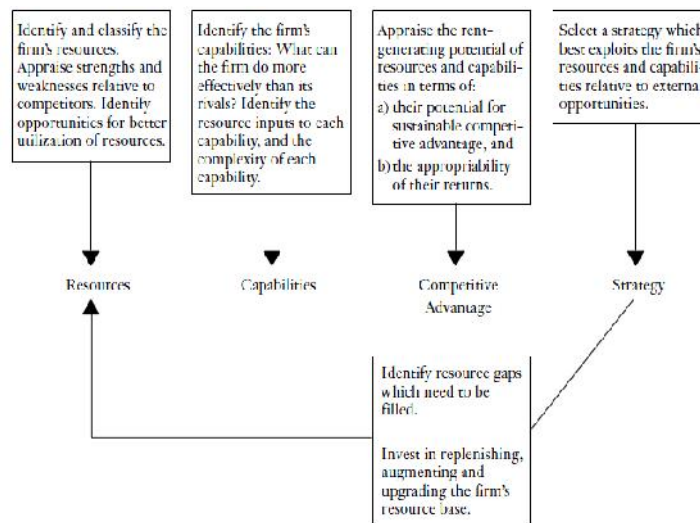 Identify and classify the
firm's resources.
Appraise strengths and
weaknesses relative to
competitors. Identify
opportunities for better
utilization of resources.
Identify the firm's
capabilities: What can
the firm do more
effectively than its
rivals? Identify the
resource inputs to each
capability, and the
complexity of each
capability.
Appraise the rent-
generating potential of
resources and capabili-
ties in terms of:
a) their potential for
sustainable competi-
tive advantage, and
b) the appropriability
of their returns.
Select a strategy which
best exploits the firm's
resources and capabili-
ties relative to externa
opportunities.
Resources
Capabilities
Competitive
Advantage
Strategy
Identify resource gaps
which need to be
filled.
Invest in replenishing,
augmenting and
upgrading the firm's
resource base.